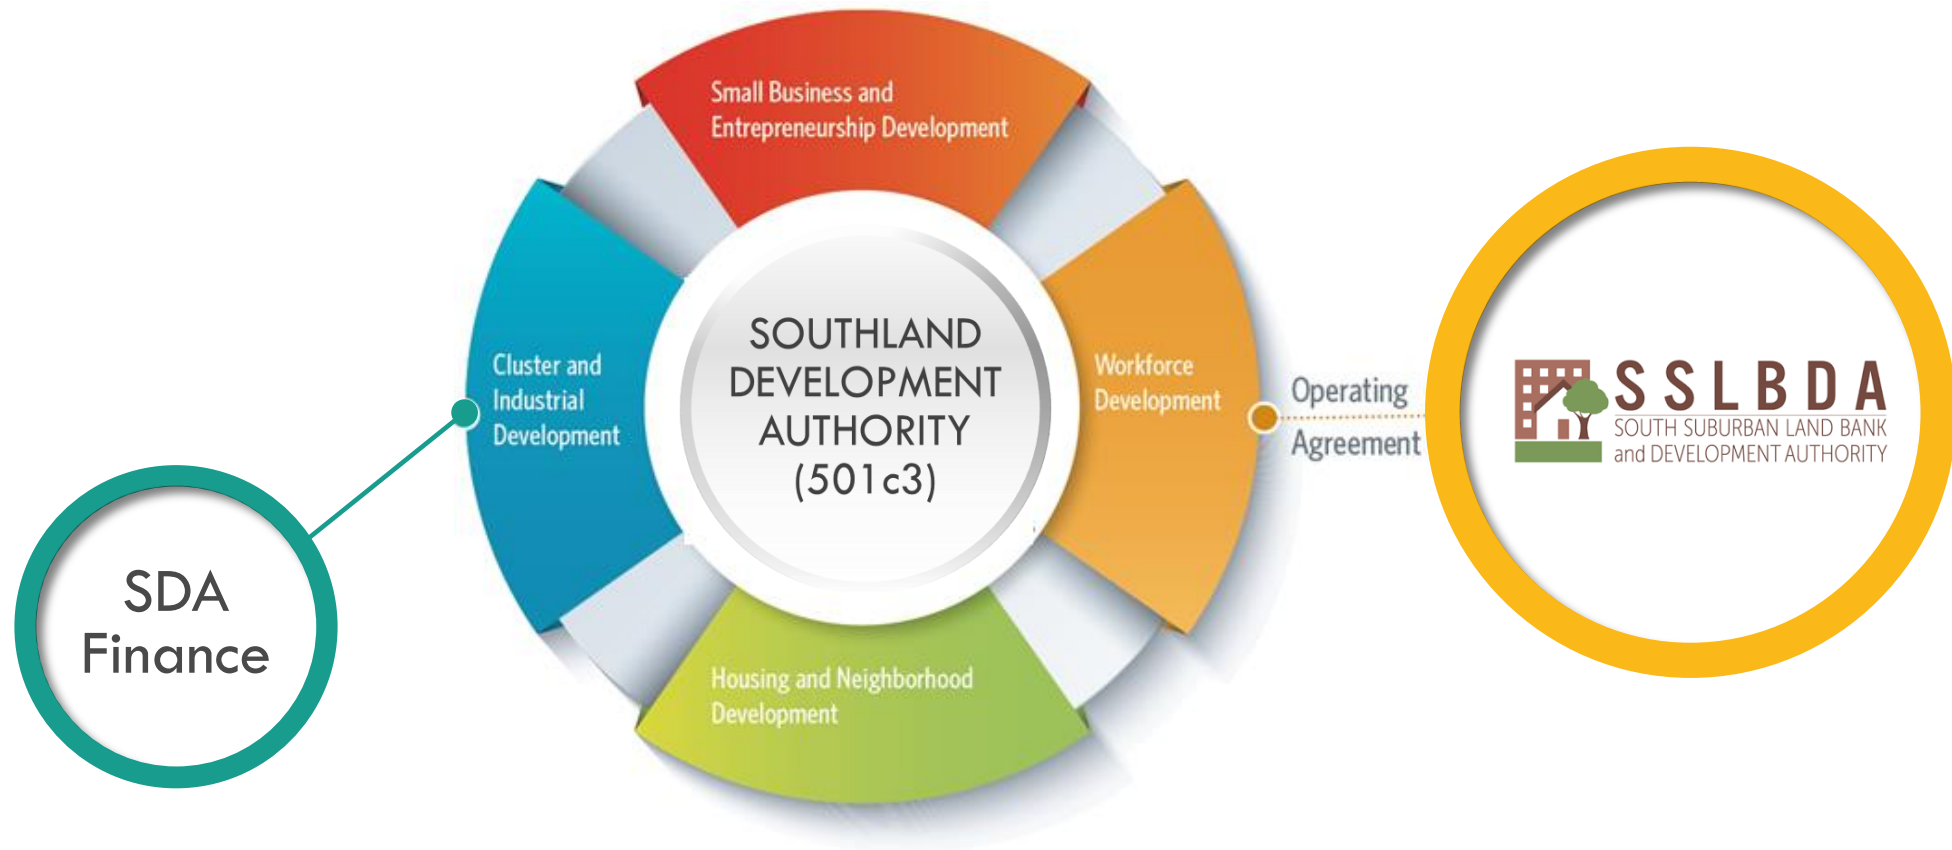 Small Business and
Entrepreneurship Development
Cluster and
Industrial
Development
SOUTHLAND
DEVELOPMENT
AUTHORITY
(501c3)
Workforce
Development
Operating
Agreement
SSLBDA
SOUTH SUBURBAN LAND BANK
and DEVELOPMENT AUTHORITY
SDA
Finance
Housing and Neighborhood
Development